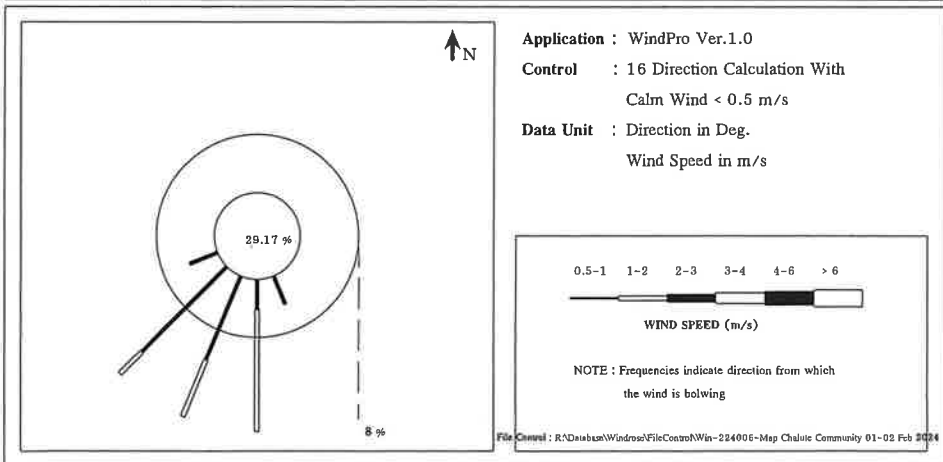 N
29.17 %
8 %
Application : WindPro Ver.1.0
Control : 16 Direction Calculation With
Calm Wind < 0.5 m/s
Data Unit : Direction in Deg.
Wind Speed in m/s
0.5-1 1-2 2-3 3-4 4-6 > 6
WIND SPEED (m/s)
NOTE : Frequencies indicate direction from which
the wind is bolwing
File Control : R:\Database\Windrose\FileControl\Win-224006-Map Chalute Community 01-02 Feb 2024